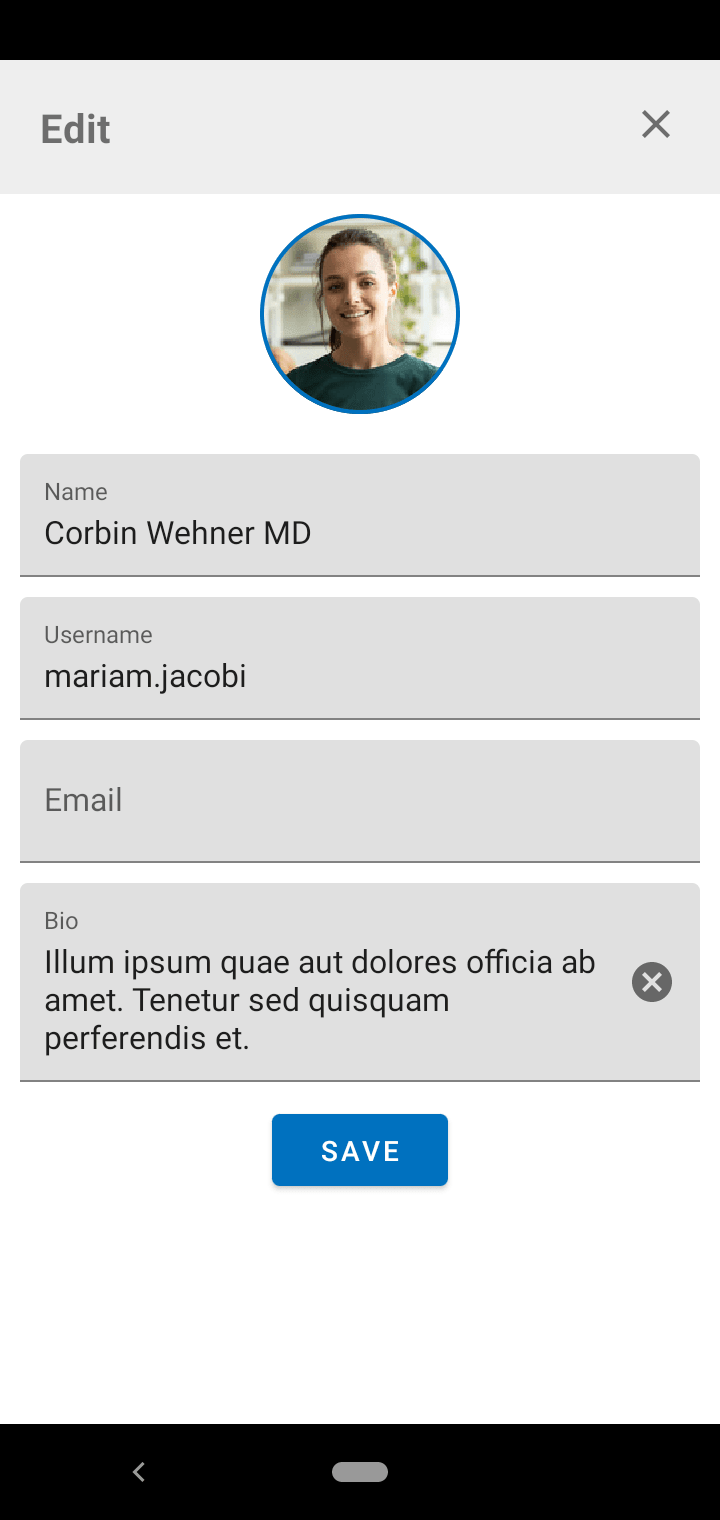 Edit
Name
Corbin Wehner MD
Username
mariam.jacobi
Email
Bio
Illum ipsum quae aut dolores officia ab
amet. Tenetur sed quisquam
perferendis et.
SAVE